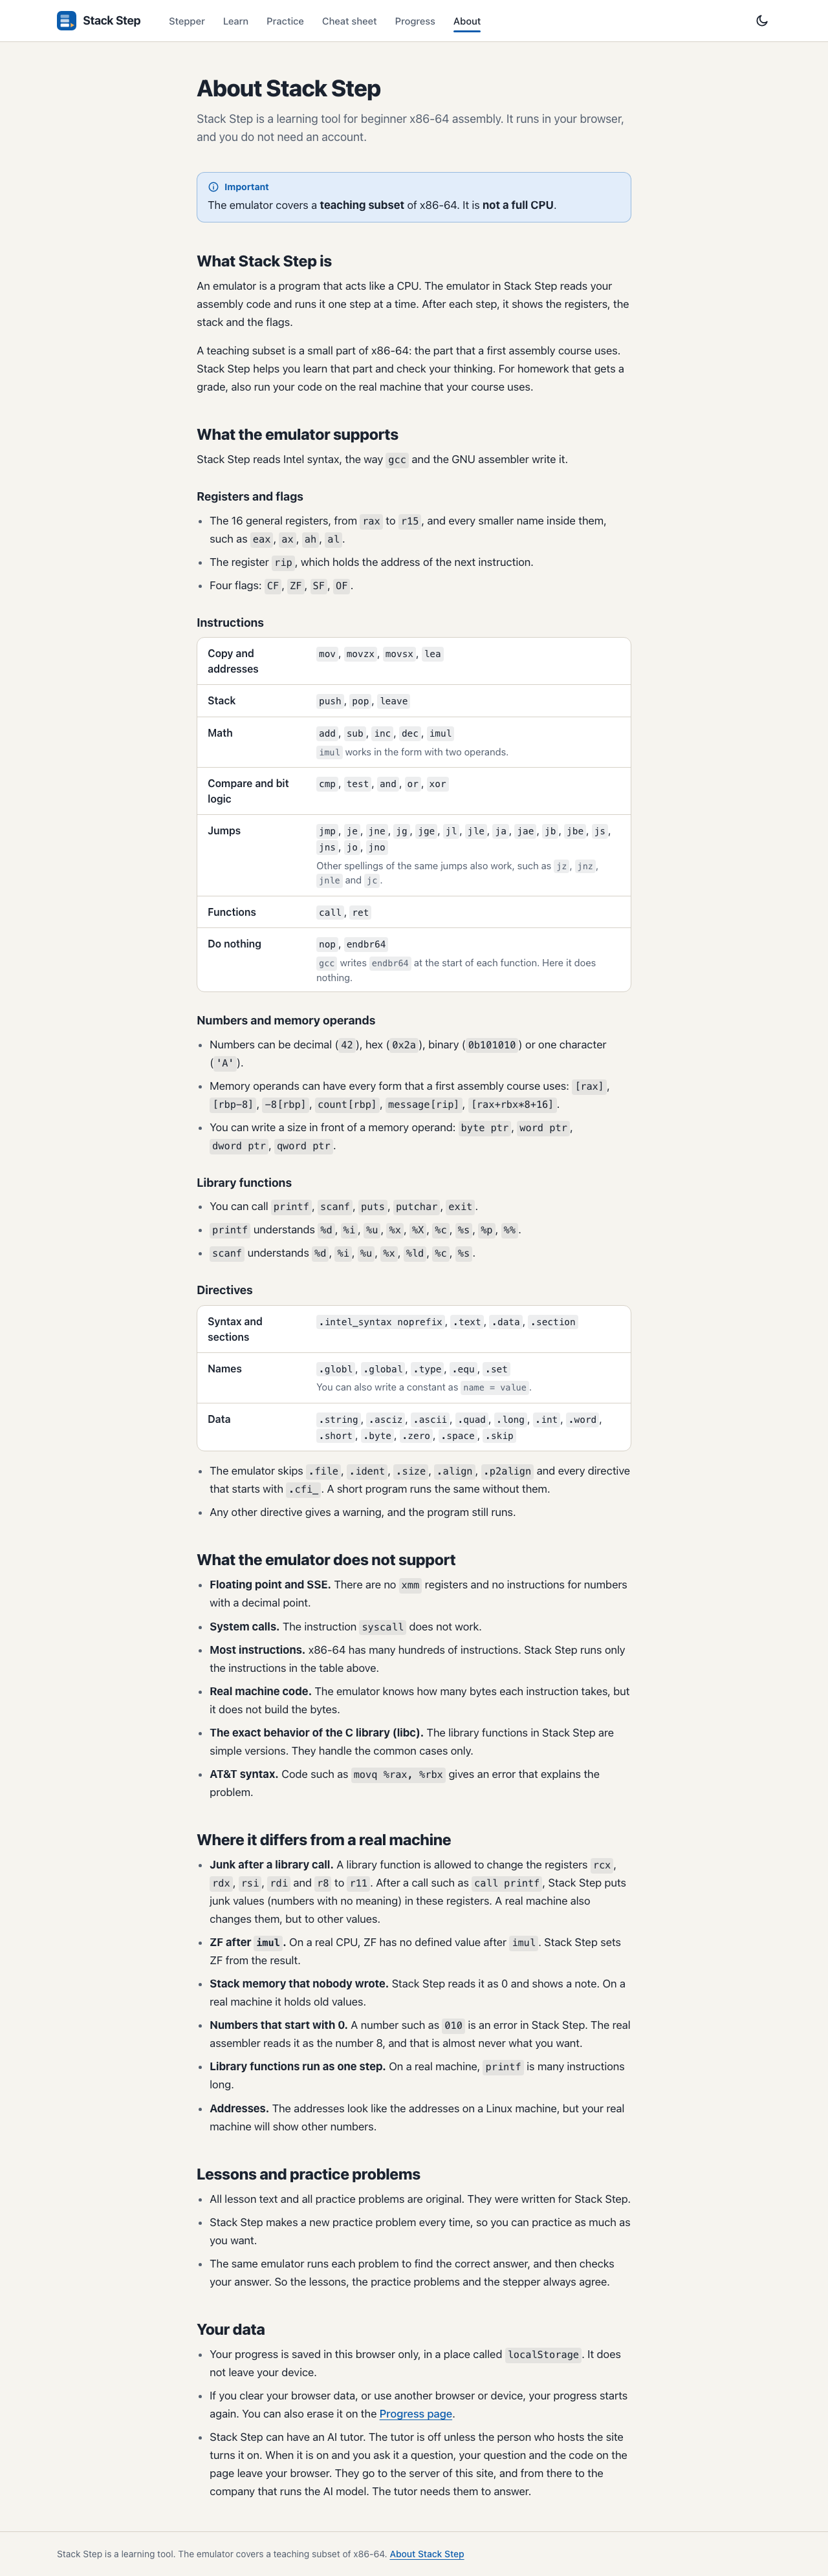 Stack Step
Stepper
Learn
Practice
Cheat sheet
Progress
About
About Stack Step
Stack Step is a learning tool for beginner x86-64 assembly. It runs in your browser,
and you do not need an account.
Important
The emulator covers a teaching subset of x86-64. It is not a full CPU.
What Stack Step is
An emulator is a program that acts like a CPU. The emulator in Stack Step reads your
assembly code and runs it one step at a time. After each step, it shows the registers, the
stack and the flags.
A teaching subset is a small part of x86-64: the part that a first assembly course uses.
Stack Step helps you learn that part and check your thinking. For homework that gets a
grade, also run your code on the real machine that your course uses.
What the emulator supports
Stack Step reads Intel syntax, the way gcc and the GNU assembler write it.
Registers and flags
• The 16 general registers, from rax to r15, and every smaller name inside them,
such as eax, ax, ah, al.
• The register rip, which holds the address of the next instruction.
• Four flags: CF, ZF, SF, OF.
Instructions
Copy and
addresses
mov, movzx, movsx, lea
Stack
push, pop, leave
Math
add, sub, inc, dec, imul
imul works in the form with two operands.
Compare and bit
logic
cmp, test, and, or, xor
Jumps
jmp, je, jne, jg, jge, jl, jle, ja, jae, jb, jbe, js,
jns, jo, jno
Other spellings of the same jumps also work, such as jz, jnz,
jnle and jc.
Functions
call, ret
Do nothing
nop, endbr64
gcc writes endbr64 at the start of each function. Here it does
nothing.
Numbers and memory operands
• Numbers can be decimal (42), hex (0x2a), binary (0b101010) or one character
('A').
• Memory operands can have every form that a first assembly course uses: [rax],
[rbp-8], -8[rbp], count[rbp], message[rip], [rax+rbx*8+16].
• You can write a size in front of a memory operand: byte ptr, word ptr,
dword ptr, qword ptr.
Library functions
• You can call printf, scanf, puts, putchar, exit.
• printf understands %d, %i, %u, %x, %X, %c, %s, %p, %%.
• scanf understands %d, %i, %u, %x, %ld, %c, %s.
Directives
Syntax and
sections
.intel_syntax noprefix, .text, .data, .section
Names
.globl, .global, .type, .equ, .set
You can also write a constant as name = value.
Data
.string, .asciz, .ascii, .quad, .long, .int, .word,
.short, .byte, .zero, .space, .skip
• The emulator skips .file, .ident, .size, .align, .p2align and every directive
that starts with .cfi_. A short program runs the same without them.
• Any other directive gives a warning, and the program still runs.
What the emulator does not support
• Floating point and SSE. There are no xmm registers and no instructions for numbers
with a decimal point.
• System calls. The instruction syscall does not work.
• Most instructions. x86-64 has many hundreds of instructions. Stack Step runs only
the instructions in the table above.
• Real machine code. The emulator knows how many bytes each instruction takes, but
it does not build the bytes.
• The exact behavior of the C library (libc). The library functions in Stack Step are
simple versions. They handle the common cases only.
• AT&T syntax. Code such as movq %rax, %rbx gives an error that explains the
problem.
Where it differs from a real machine
• Junk after a library call. A library function is allowed to change the registers rcx,
rdx, rsi, rdi and r8 to r11. After a call such as call printf, Stack Step puts
junk values (numbers with no meaning) in these registers. A real machine also
changes them, but to other values.
• ZF after imul. On a real CPU, ZF has no defined value after imul. Stack Step sets
ZF from the result.
• Stack memory that nobody wrote. Stack Step reads it as 0 and shows a note. On a
real machine it holds old values.
• Numbers that start with 0. A number such as 010 is an error in Stack Step. The real
assembler reads it as the number 8, and that is almost never what you want.
• Library functions run as one step. On a real machine, printf is many instructions
long.
• Addresses. The addresses look like the addresses on a Linux machine, but your real
machine will show other numbers.
Lessons and practice problems
• All lesson text and all practice problems are original. They were written for Stack Step.
• Stack Step makes a new practice problem every time, so you can practice as much as
you want.
• The same emulator runs each problem to find the correct answer, and then checks
your answer. So the lessons, the practice problems and the stepper always agree.
Your data
• Your progress is saved in this browser only, in a place called localStorage. It does
not leave your device.
• If you clear your browser data, or use another browser or device, your progress starts
again. You can also erase it on the Progress page.
• Stack Step can have an AI tutor. The tutor is off unless the person who hosts the site
turns it on. When it is on and you ask it a question, your question and the code on the
page leave your browser. They go to the server of this site, and from there to the
company that runs the AI model. The tutor needs them to answer.
Stack Step is a learning tool. The emulator covers a teaching subset of x86-64. About Stack Step